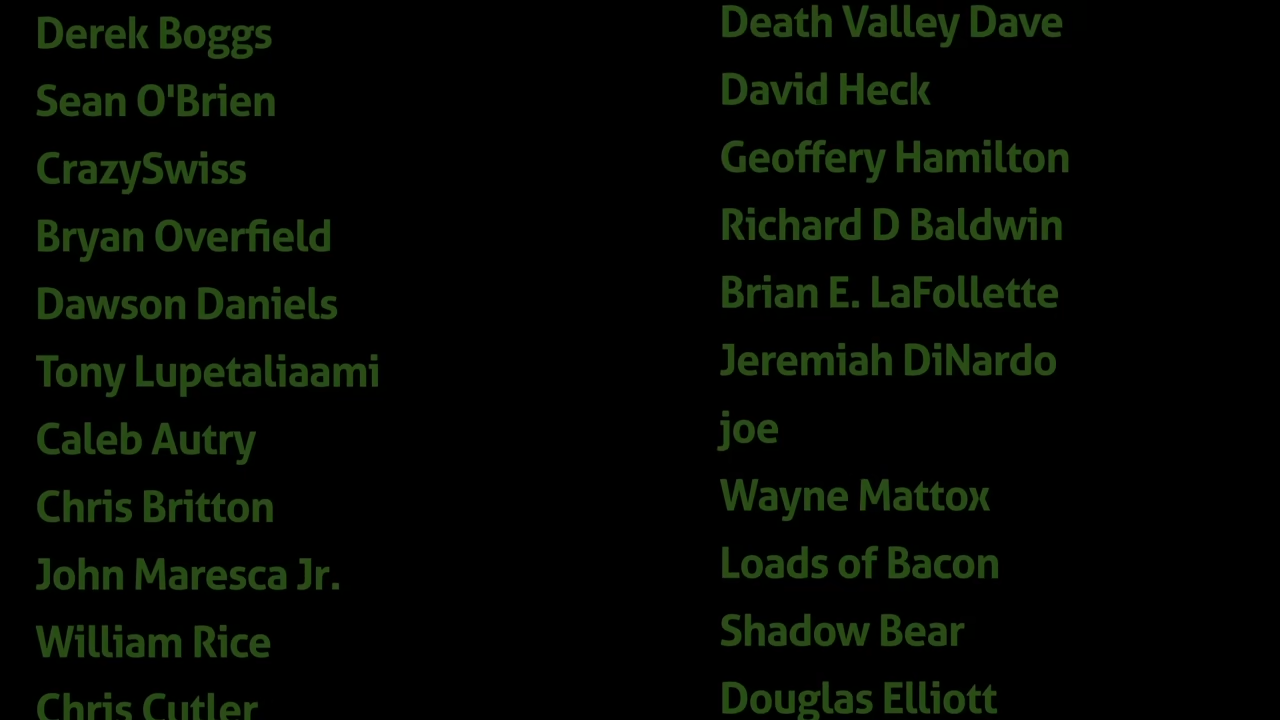 Derek Boggs
Sean O'Brien
CrazySwiss
Bryan Overfield
Dawson Daniels
Tony Lupetaliaami
Caleb Autry
Chris Britton
John Maresca Jr.
William Rice
Chris Cutler
Death Valley Dave
David Heck
Geoffery Hamilton
Richard D Baldwin
Brian E. LaFollette
Jeremiah DiNardo
joe
Wayne Mattox
Loads of Bacon
Shadow Bear
Douglas Elliott